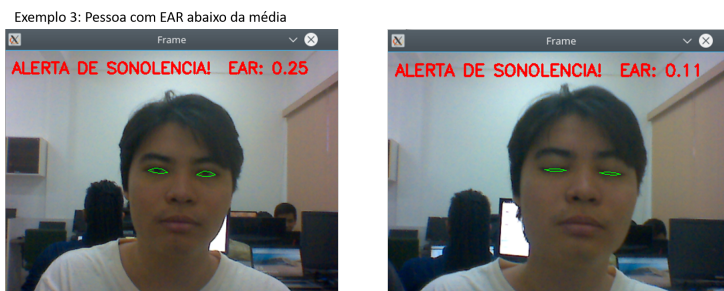 Exemplo 3: Pessoa com EAR abaixo da média
Frame
ALERTA DE SONOLENCIA! EAR: 0.25
Frame
ALERTA DE SONOLENCIA! EAR: 0.11